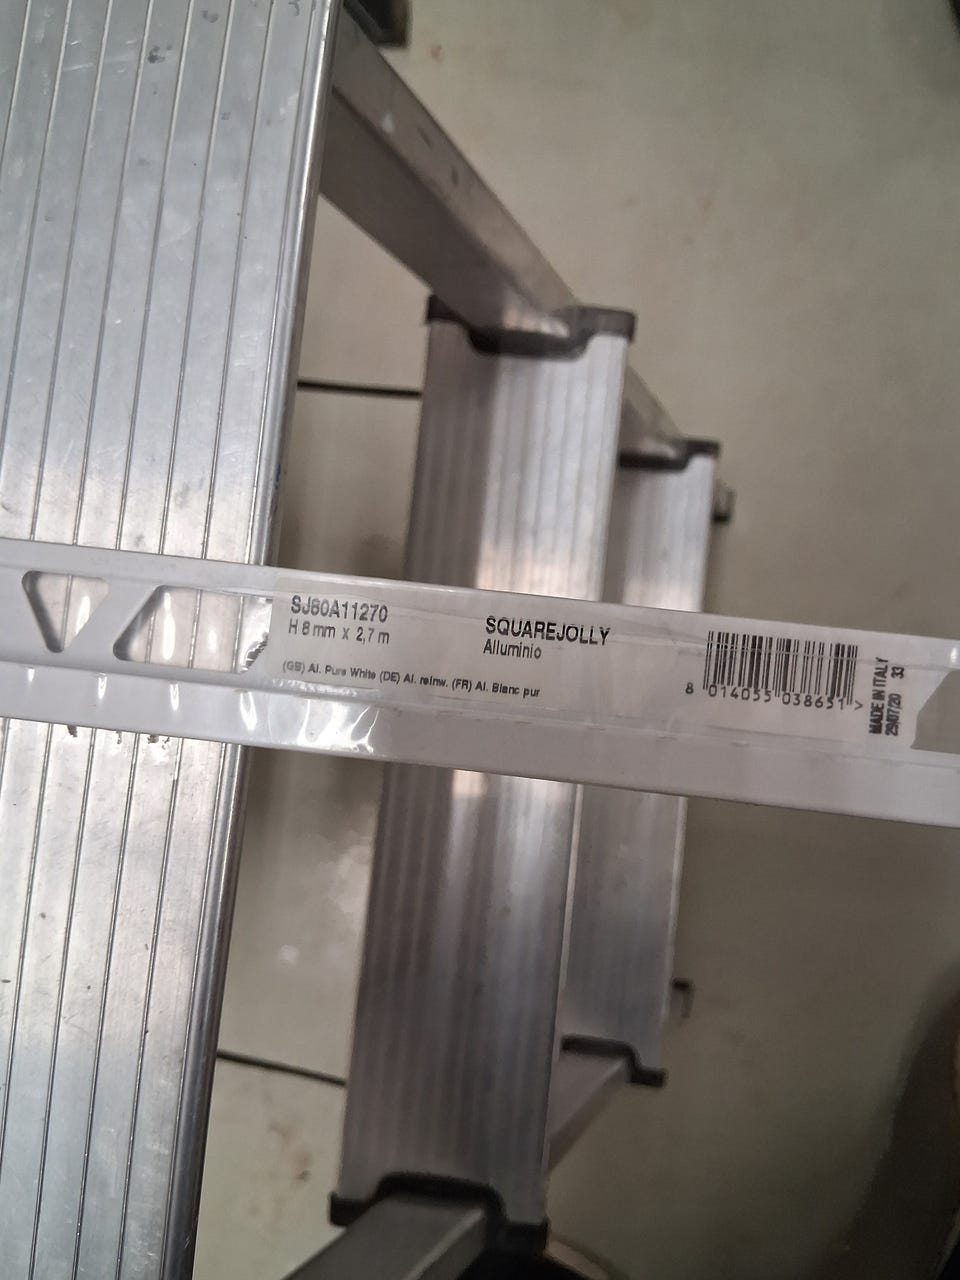 SJ80A11270
H 8 mm x 2,7 m
(GB) Al. Pure White (DE) Al. reinw. (FR) Al. Blanc pur
SQUAREJOLLY
Alluminio
8 014055 038651 >
MADE IN ITALY
29/07/20 33